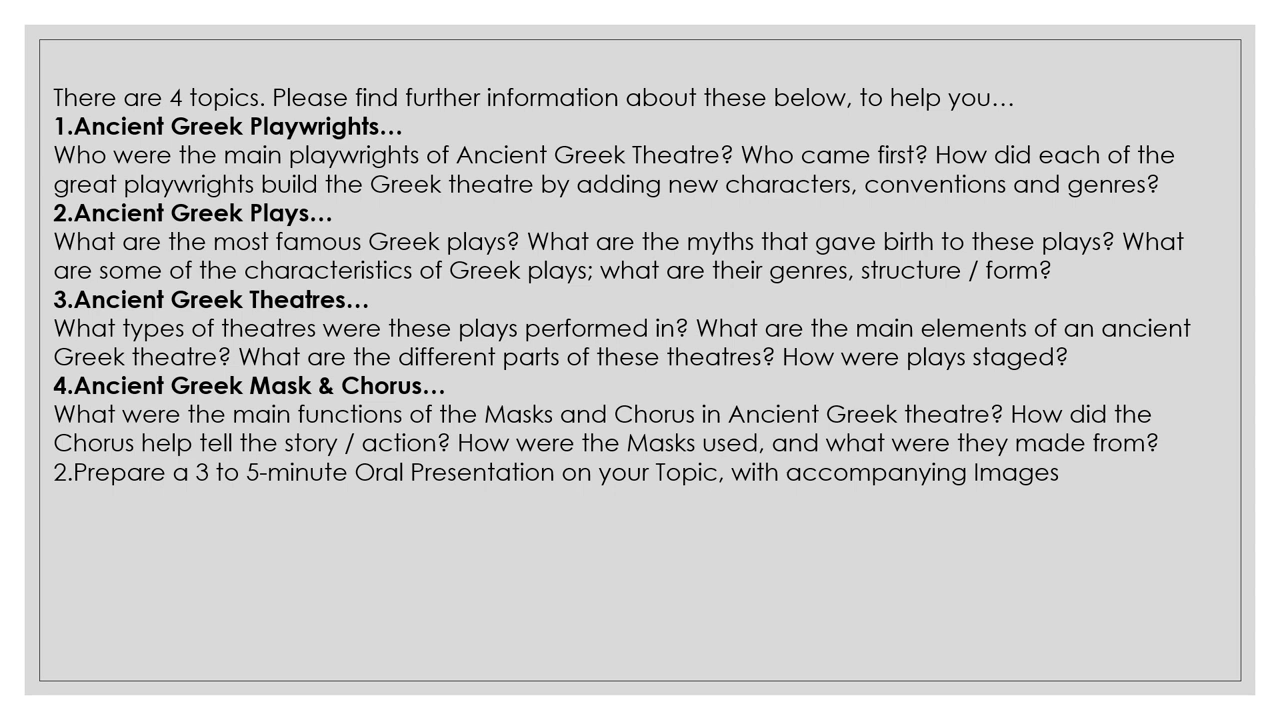 There are 4 topics. Please find further information about these below, to help you…
1.Ancient Greek Playwrights…
Who were the main playwrights of Ancient Greek Theatre? Who came first? How did each of the
great playwrights build the Greek theatre by adding new characters, conventions and genres?
2.Ancient Greek Plays…
What are the most famous Greek plays? What are the myths that gave birth to these plays? What
are some of the characteristics of Greek plays; what are their genres, structure / form?
3.Ancient Greek Theatres…
What types of theatres were these plays performed in? What are the main elements of an ancient
Greek theatre? What are the different parts of these theatres? How were plays staged?
4.Ancient Greek Mask & Chorus…
What were the main functions of the Masks and Chorus in Ancient Greek theatre? How did the
Chorus help tell the story / action? How were the Masks used, and what were they made from?
2.Prepare a 3 to 5-minute Oral Presentation on your Topic, with accompanying Images